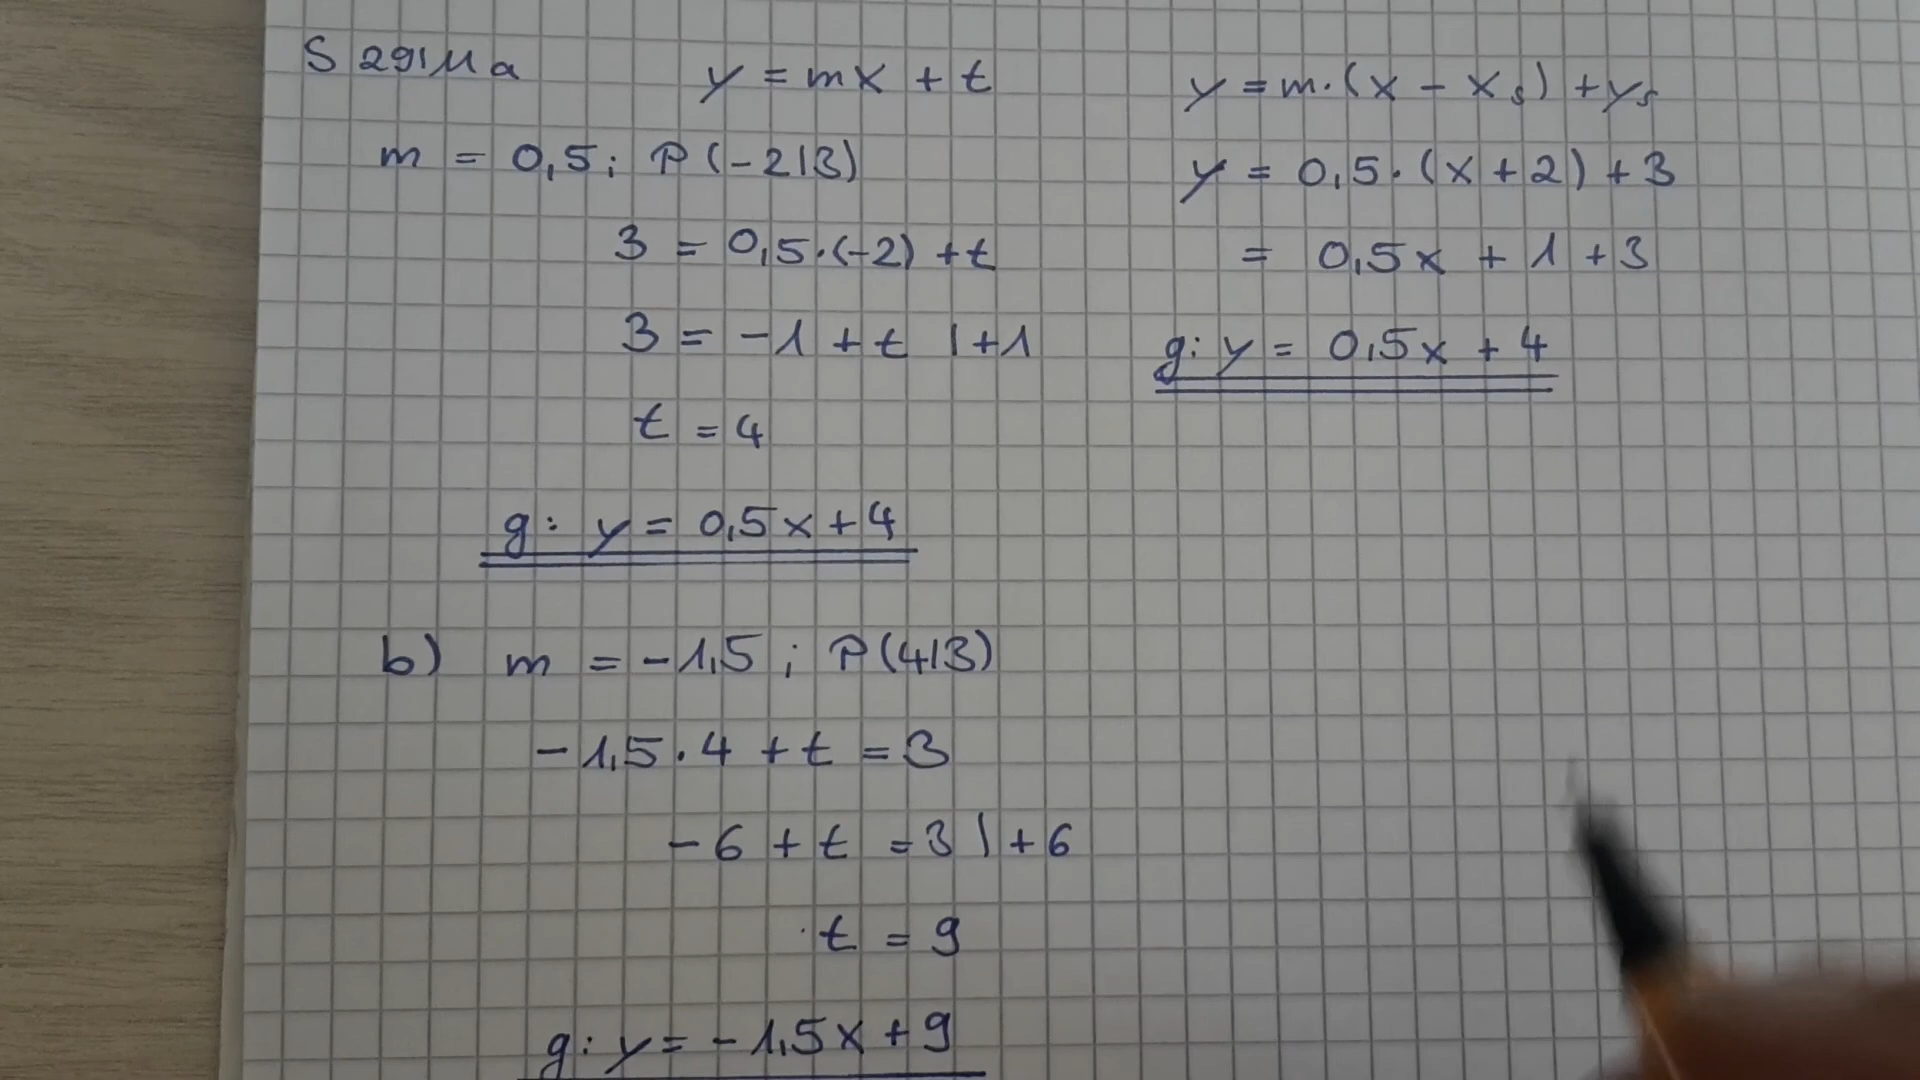 S 291 11 a
y = mx + t
m = 0,5 ; P (-2|3)
3 = 0,5·(-2) + t
3 = -1 + t |+1
t = 4
g: y = 0,5x + 4
y = m·(x - xₛ) + yₛ
y = 0,5·(x + 2) + 3
= 0,5x + 1 + 3
g: y = 0,5x + 4
b) m = -1,5 ; P(4|3)
-1,5·4 + t = 3
-6 + t = 3 | + 6
t = 9
g: y = -1,5x + 9